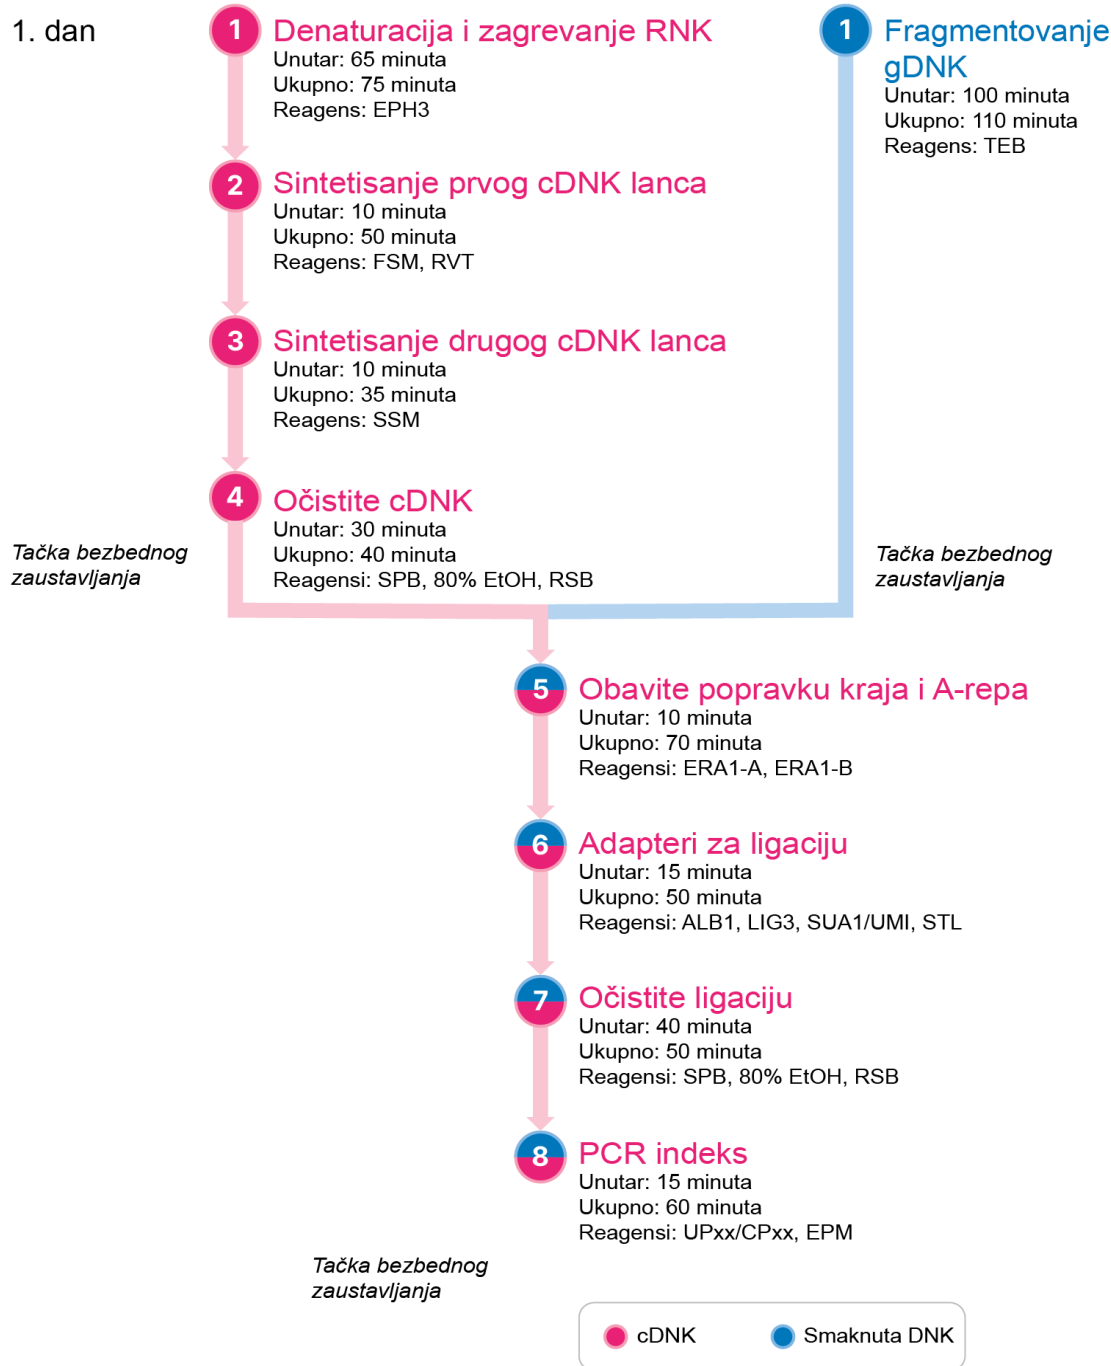 1. dan
1
Denaturacija i zagrevanje RNK
Unutar: 65 minuta
Ukupno: 75 minuta
Reagens: EPH3
1
Fragmentovanje
gDNK
Unutar: 100 minuta
Ukupno: 110 minuta
Reagens: TEB
2
Sintetisanje prvog cDNK lanca
Unutar: 10 minuta
Ukupno: 50 minuta
Reagens: FSM, RVT
3
Sintetisanje drugog cDNK lanca
Unutar: 10 minuta
Ukupno: 35 minuta
Reagens: SSM
4
Očistite cDNK
Unutar: 30 minuta
Ukupno: 40 minuta
Reagensi: SPB, 80% EtOH, RSB
Tačka bezbednog
zaustavljanja
Tačka bezbednog
zaustavljanja
5
Obavite popravku kraja i A-repa
Unutar: 10 minuta
Ukupno: 70 minuta
Reagensi: ERA1-A, ERA1-B
6
Adapteri za ligaciju
Unutar: 15 minuta
Ukupno: 50 minuta
Reagensi: ALB1, LIG3, SUA1/UMI, STL
7
Očistite ligaciju
Unutar: 40 minuta
Ukupno: 50 minuta
Reagensi: SPB, 80% EtOH, RSB
8
PCR indeks
Unutar: 15 minuta
Ukupno: 60 minuta
Reagensi: UPxx/CPxx, EPM
Tačka bezbednog
zaustavljanja
cDNK
Smaknuta DNK